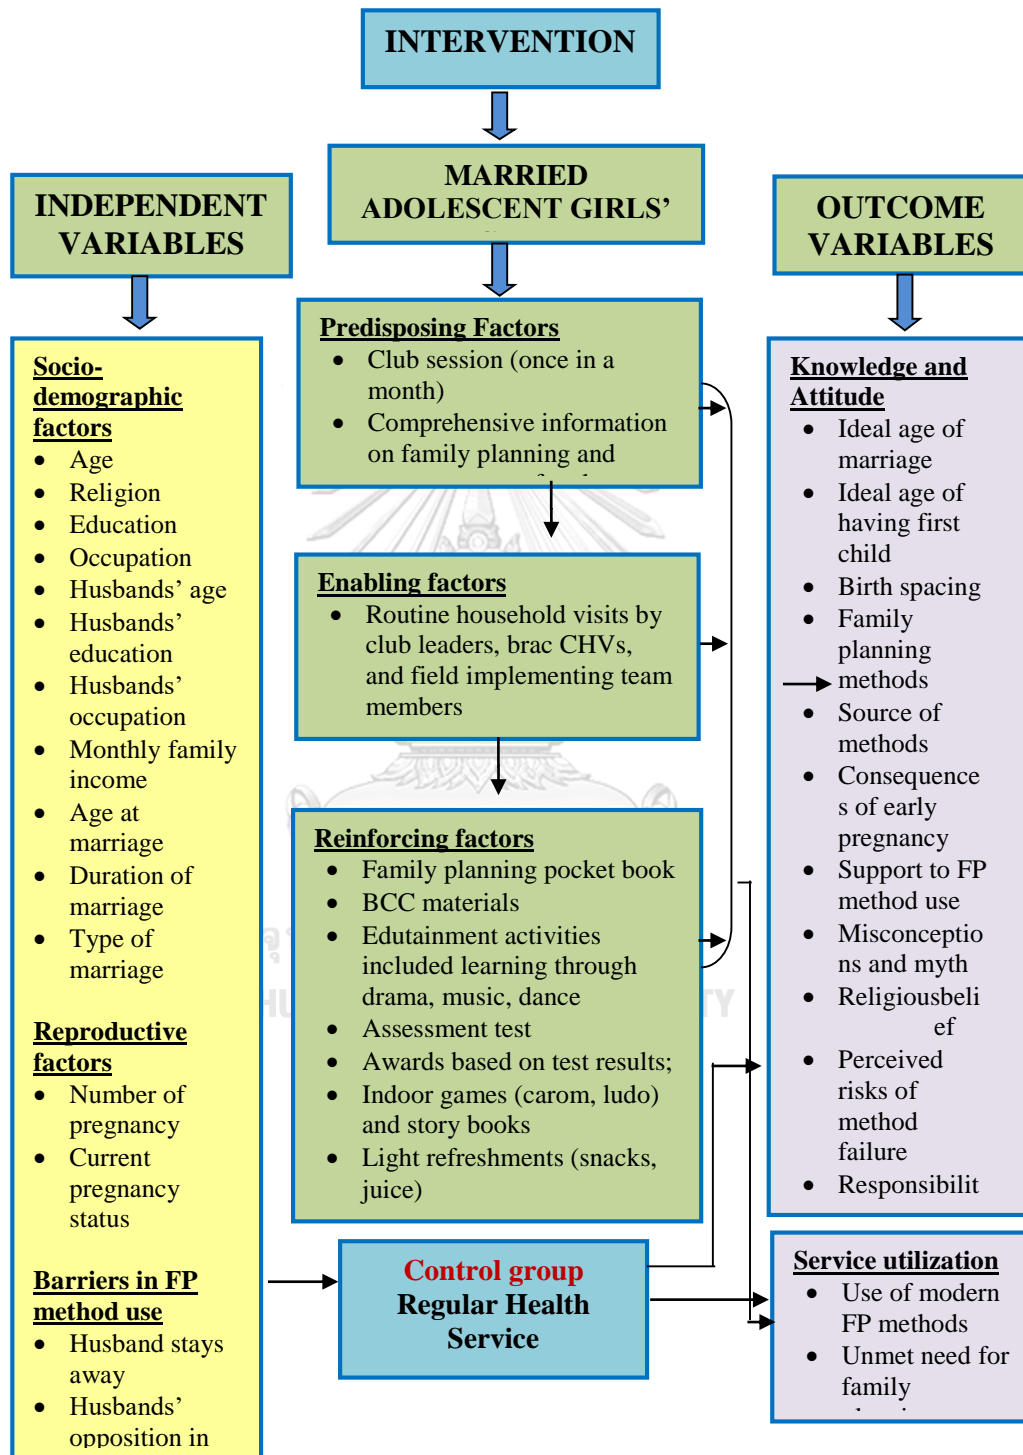 INTERVENTION
MARRIED
ADOLESCENT GIRLS’
INDEPENDENT
VARIABLES
Socio-
demographic
factors
• Age
• Religion
• Education
• Occupation
• Husbands’ age
• Husbands’
education
• Husbands’
occupation
• Monthly family
income
• Age at
marriage
• Duration of
marriage
• Type of
marriage
Reproductive
factors
• Number of
pregnancy
• Current
pregnancy
status
Barriers in FP
method use
• Husband stays
away
• Husbands’
opposition in
Predisposing Factors
• Club session (once in a
month)
• Comprehensive information
on family planning and
Enabling factors
• Routine household visits by
club leaders, brac CHVs,
and field implementing team
members
Reinforcing factors
• Family planning pocket book
• BCC materials
• Edutainment activities
included learning through
drama, music, dance
• Assessment test
• Awards based on test results;
• Indoor games (carom, ludo)
and story books
• Light refreshments (snacks,
juice)
Control group
Regular Health
Service
OUTCOME
VARIABLES
Knowledge and
Attitude
• Ideal age of
marriage
• Ideal age of
having first
child
• Birth spacing
• Family
planning
methods
• Source of
methods
• Consequence
s of early
pregnancy
• Support to FP
method use
• Misconceptio
ns and myth
• Religiousbeli
ef
• Perceived
risks of
method
failure
• Responsibilit
Service utilization
• Use of modern
FP methods
• Unmet need for
family